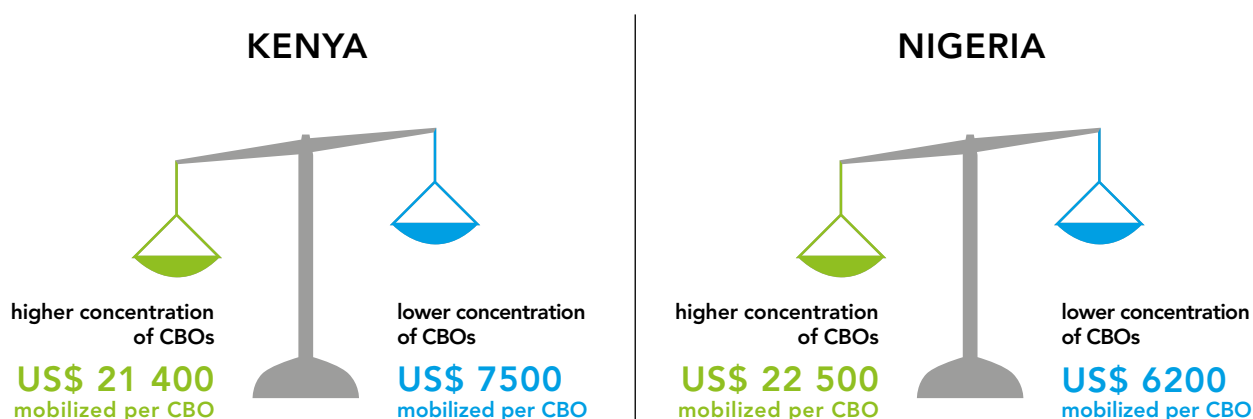 KENYA
higher concentration
of CBOs
US$ 21 400
mobilized per CBO
lower concentration
of CBOs
US$ 7500
mobilized per CBO
NIGERIA
higher concentration
of CBOs
US$ 22 500
mobilized per CBO
lower concentration
of CBOs
US$ 6200
mobilized per CBO